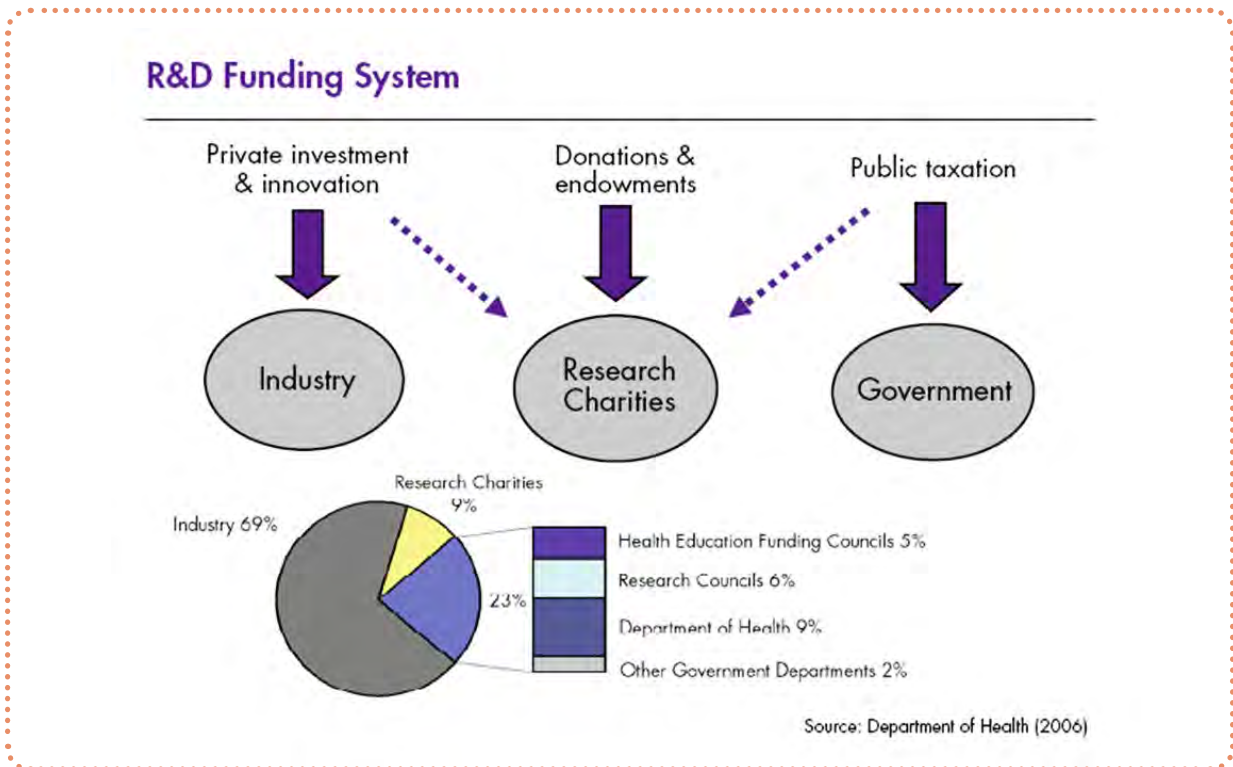 R&D Funding System
Private investment
& innovation
Donations &
endowments
Public taxation
Industry
Research
Charities
Government
Research Charities
9%
Industry 69%
23%
Health Education Funding Councils 5%
Research Councils 6%
Department of Health 9%
Other Government Departments 2%
Source: Department of Health (2006)